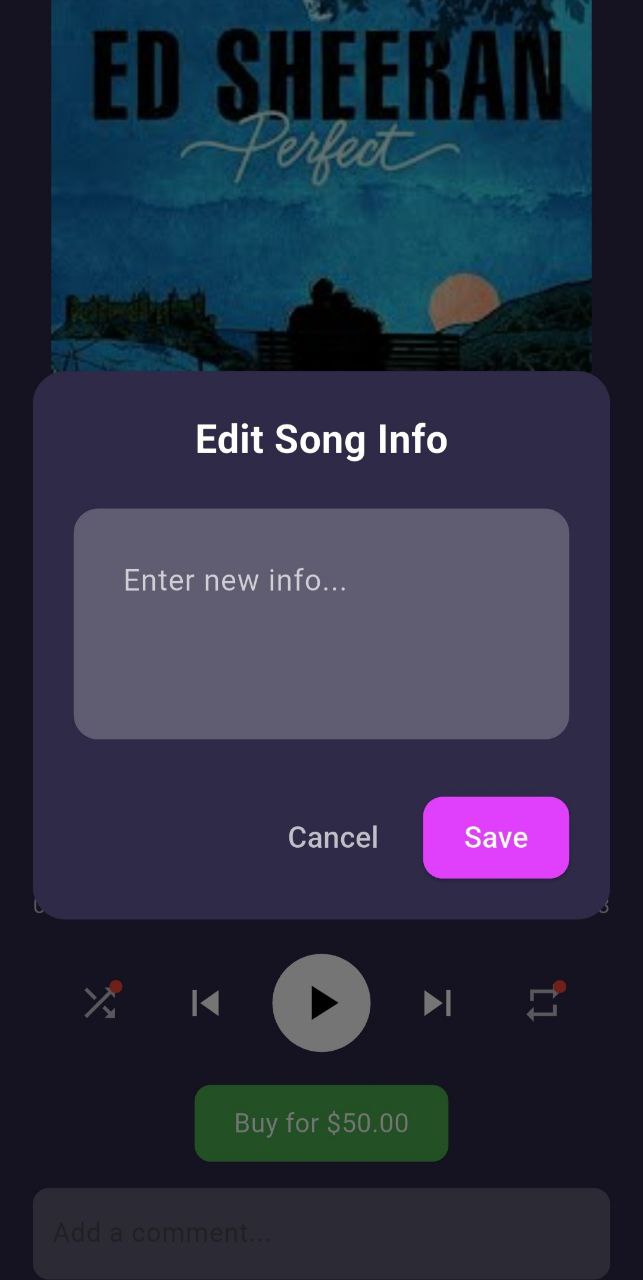 ED SHEERAN
Perfect
Edit Song Info
Enter new info...
Cancel
Save
Buy for $50.00
Add a comment...